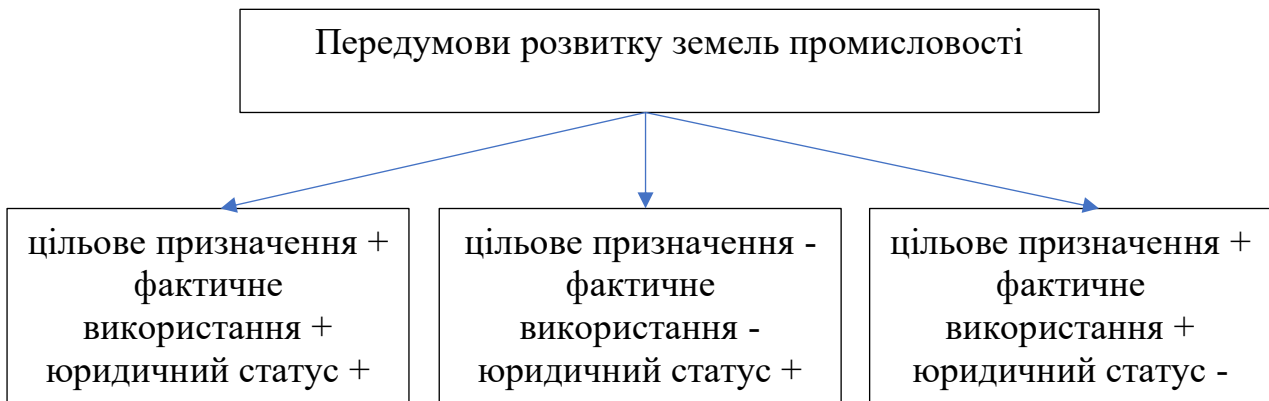 Передумови розвитку земель промисловості
цільове призначення +
фактичне
використання +
юридичний статус +
цільове призначення -
фактичне
використання -
юридичний статус +
цільове призначення +
фактичне
використання +
юридичний статус -